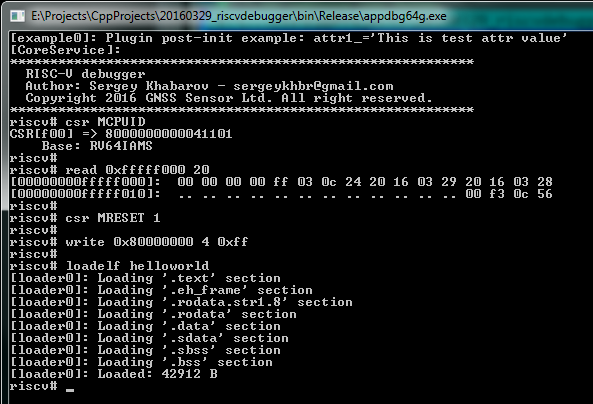 E:\Projects\CppProjects\20160329_riscvdebugger\bin\Release\appdbg64g.exe
[example0]: Plugin post-init example: attr1_='This is test attr value'
[CoreService]:
**********************************************************
RISC-V debugger
Author: Sergey Khabarov - sergeykhbr@gmail.com
Copyright 2016 GNSS Sensor Ltd. All right reserved.
**********************************************************
riscv# csr MCPUID
CSR[f00] => 8000000000041101
Base: RV64IAMS
riscv#
riscv# read 0xfffff000 20
[00000000fffff000]:  00 00 00 00 ff 03 0c 24 20 16 03 29 20 16 03 28
[00000000fffff010]:  .. .. .. .. .. .. .. .. .. .. .. .. 00 f3 0c 56
riscv#
riscv# csr MRESET 1
riscv#
riscv# write 0x80000000 4 0xff
riscv#
riscv# loadelf helloworld
[loader0]: Loading '.text' section
[loader0]: Loading '.eh_frame' section
[loader0]: Loading '.rodata.str1.8' section
[loader0]: Loading '.rodata' section
[loader0]: Loading '.data' section
[loader0]: Loading '.sdata' section
[loader0]: Loading '.sbss' section
[loader0]: Loading '.bss' section
[loader0]: Loaded: 42912 B
riscv# _